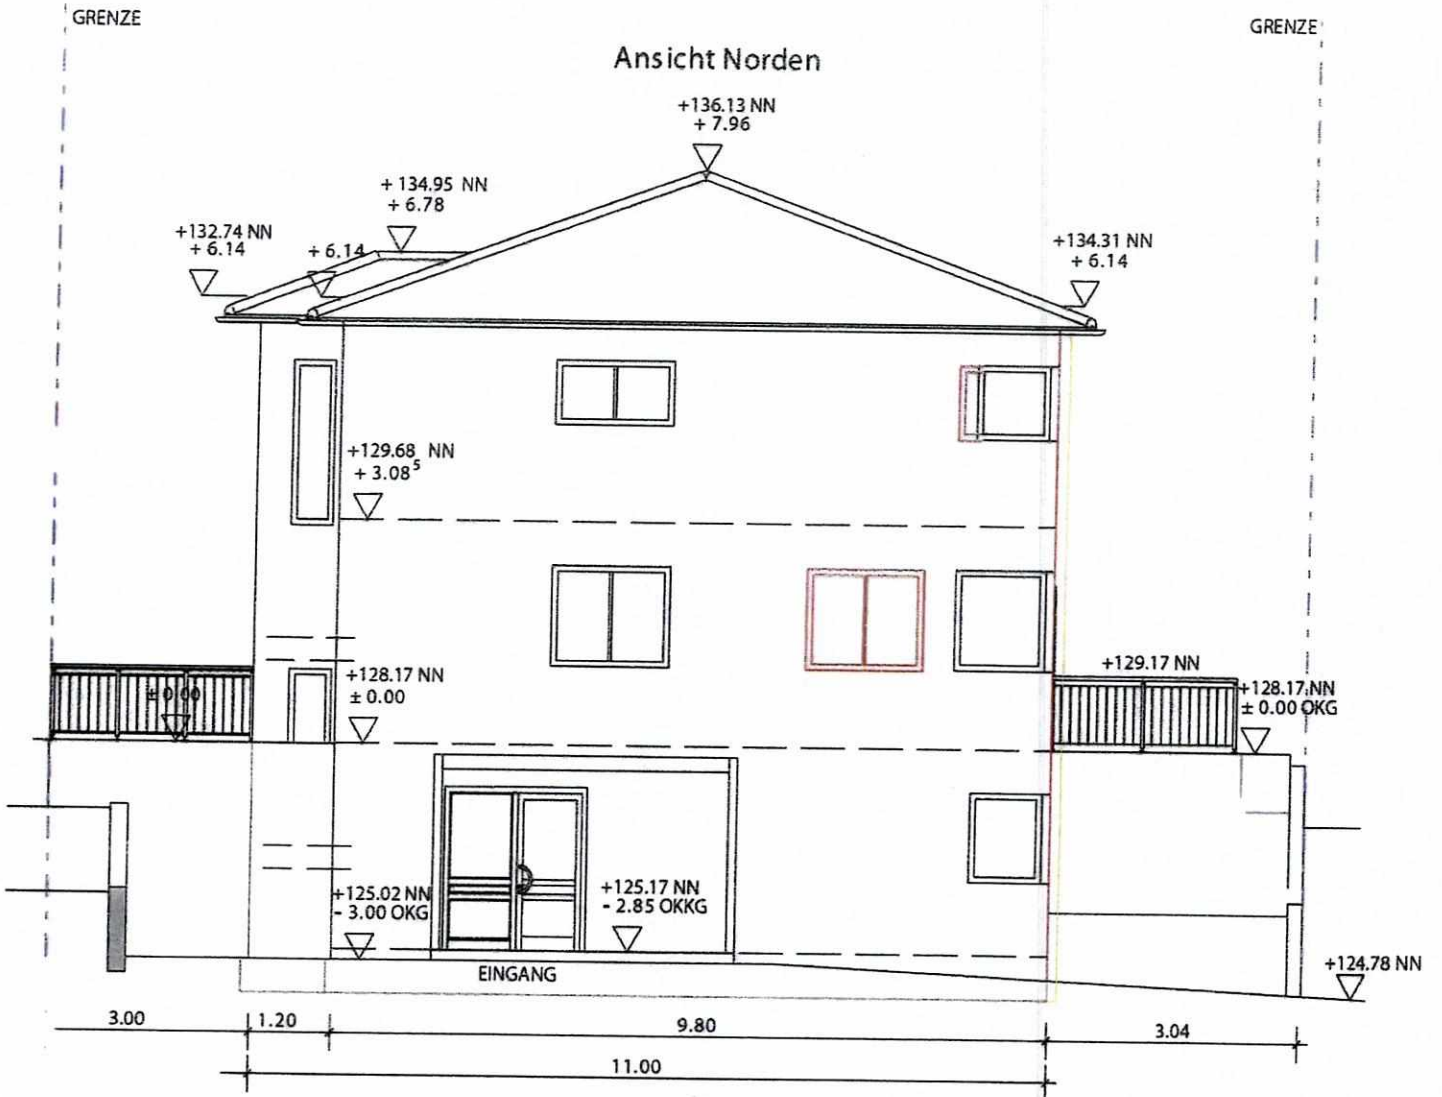 GRENZE
GRENZE
Ansicht Norden
+136.13 NN
+ 7.96
+ 134.95 NN
+ 6.78
+132.74 NN
+ 6.14
+ 6.14
+134.31 NN
+ 6.14
+129.68 NN
+ 3.08⁵
+129.17 NN
+128.17 NN
± 0.00
± 0.00
+128.17 NN
± 0.00 OKG
+125.02 NN
- 3.00 OKG
+125.17 NN
- 2.85 OKKG
+124.78 NN
EINGANG
3.00
1.20
9.80
3.04
11.00